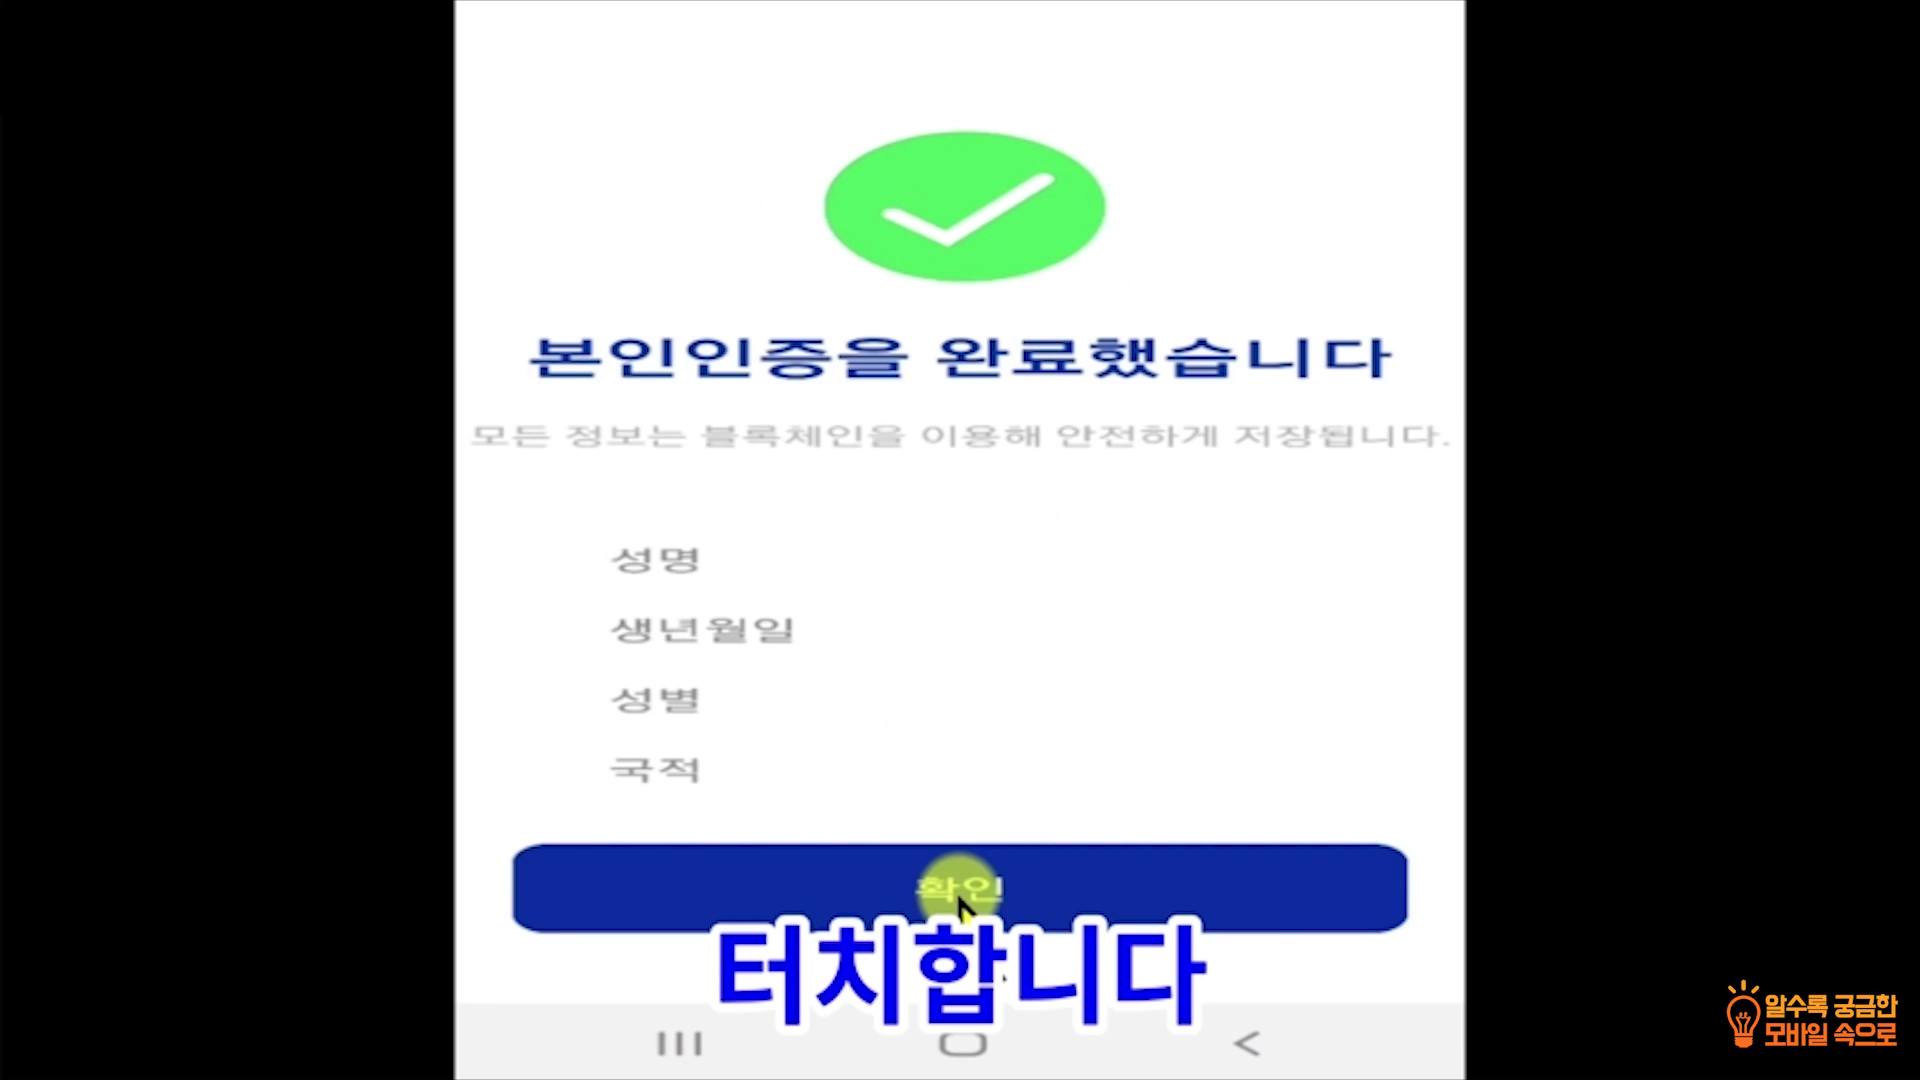 본인인증을 완료했습니다
모든 정보는 블록체인을 이용해 안전하게 저장됩니다.
성명
생년월일
성별
국적
확인
터치합니다
알수록 궁금한
모바일 속으로